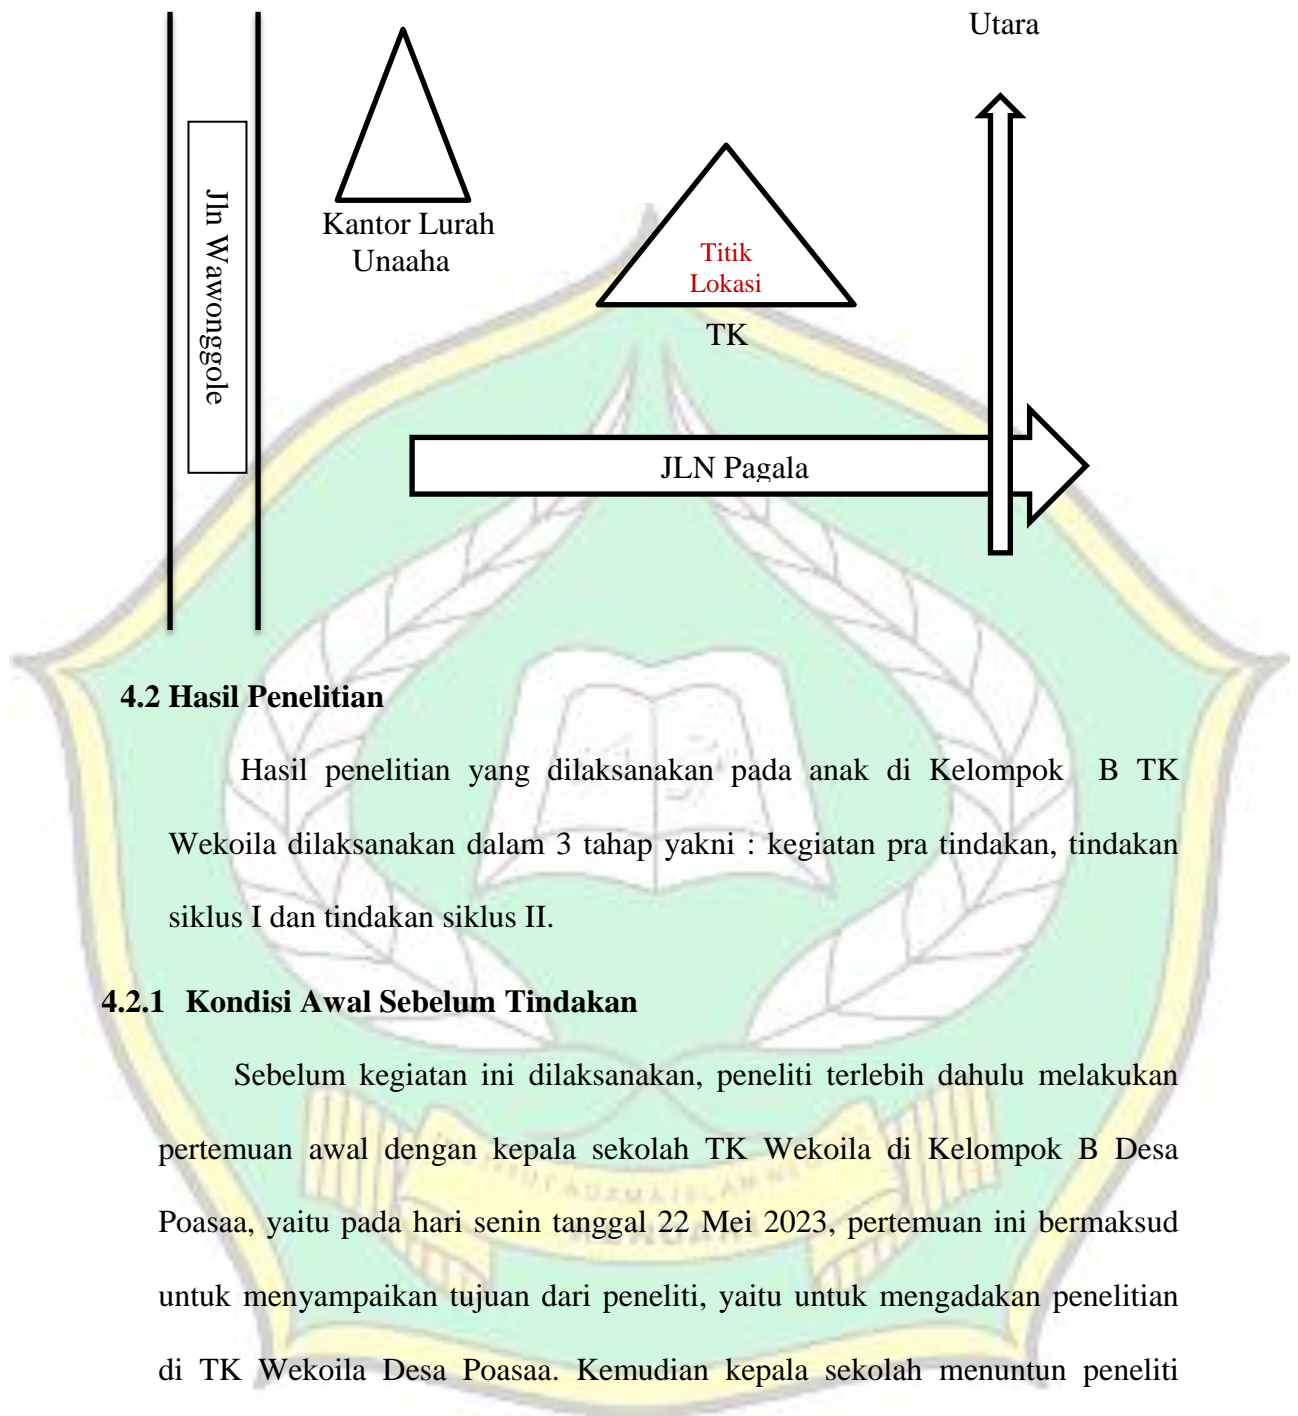 Utara
Jln Wawonggole
Kantor Lurah
Unaaha
Titik
Lokasi
TK
JLN Pagala
4.2 Hasil Penelitian
Hasil penelitian yang dilaksanakan pada anak di Kelompok B TK
Wekoila dilaksanakan dalam 3 tahap yakni : kegiatan pra tindakan, tindakan
siklus I dan tindakan siklus II.
4.2.1 Kondisi Awal Sebelum Tindakan
Sebelum kegiatan ini dilaksanakan, peneliti terlebih dahulu melakukan
pertemuan awal dengan kepala sekolah TK Wekoila di Kelompok B Desa
Poasaa, yaitu pada hari senin tanggal 22 Mei 2023, pertemuan ini bermaksud
untuk menyampaikan tujuan dari peneliti, yaitu untuk mengadakan penelitian
di TK Wekoila Desa Poasaa. Kemudian kepala sekolah menuntun peneliti